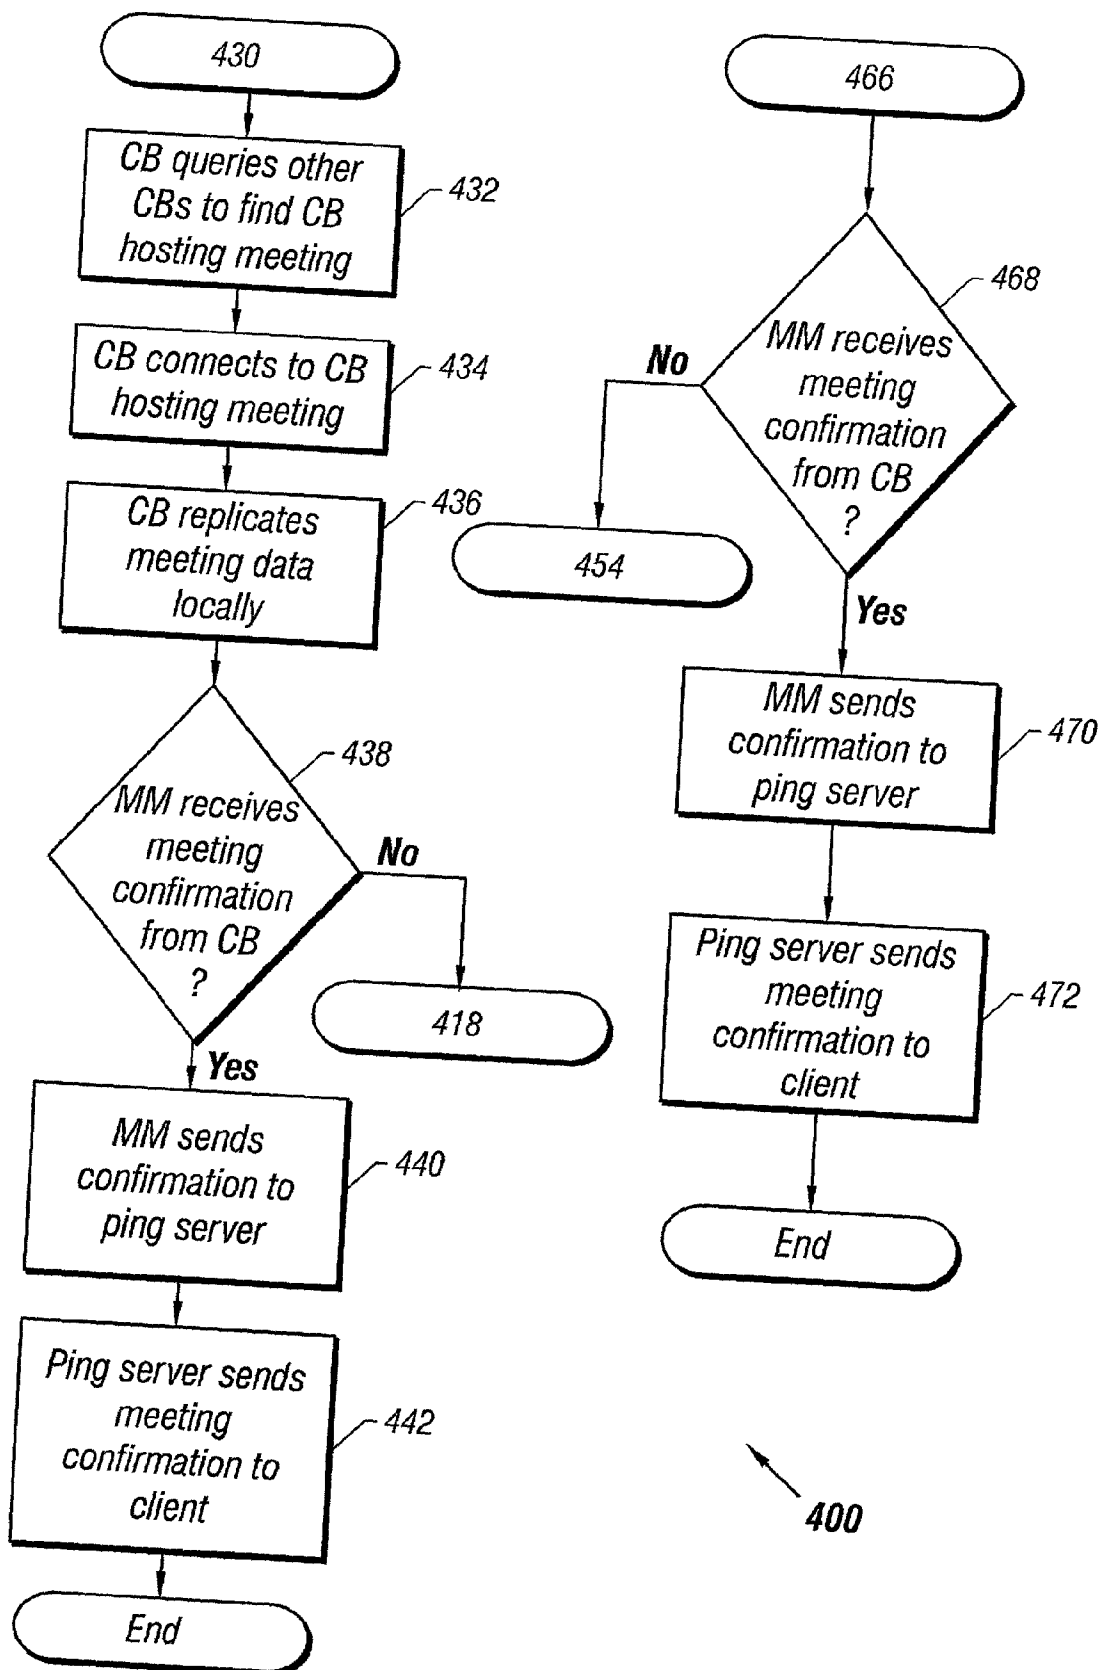 430
CB queries other
CBs to find CB
hosting meeting
432
CB connects to CB
hosting meeting
434
CB replicates
meeting data
locally
436
MM receives
meeting
confirmation
from CB
?
438
No
418
Yes
MM sends
confirmation to
ping server
440
Ping server sends
meeting
confirmation to
client
442
End
466
MM receives
meeting
confirmation
from CB
?
468
No
454
Yes
MM sends
confirmation to
ping server
470
Ping server sends
meeting
confirmation to
client
472
End
400